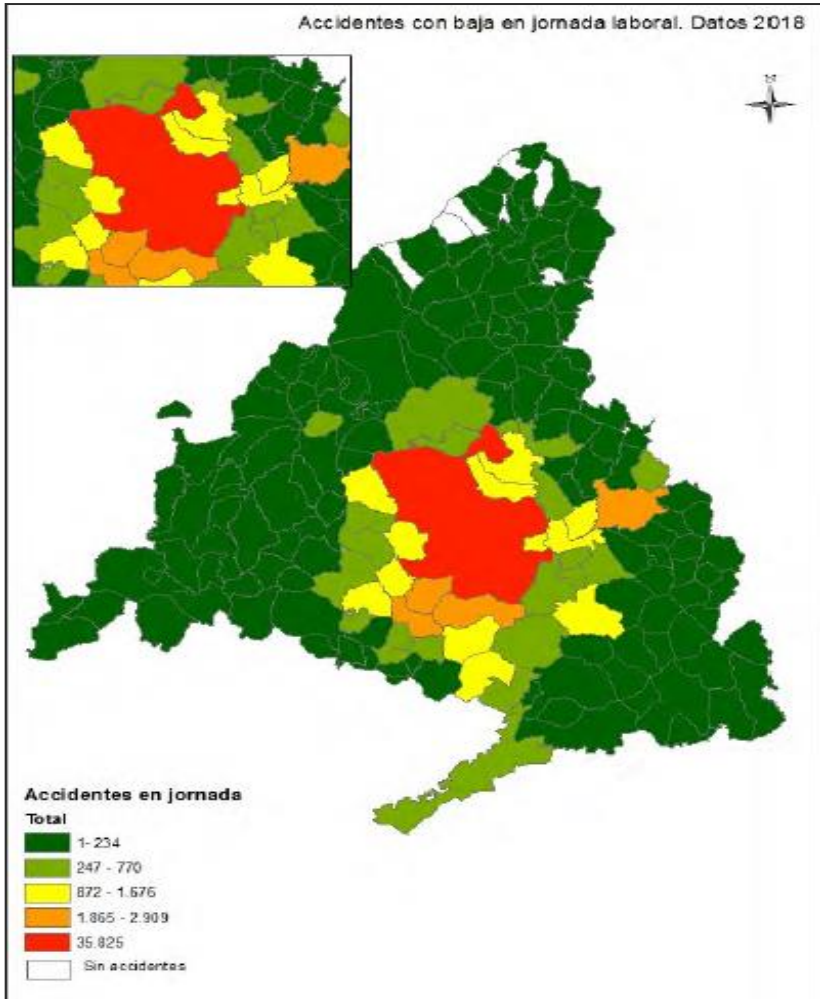 Accidentes con baja en jornada laboral. Datos 2018
N
Accidentes en jornada
Total
1- 234
247 - 770
872 - 1.676
1.865 - 2.909
35.825
Sin accidentes